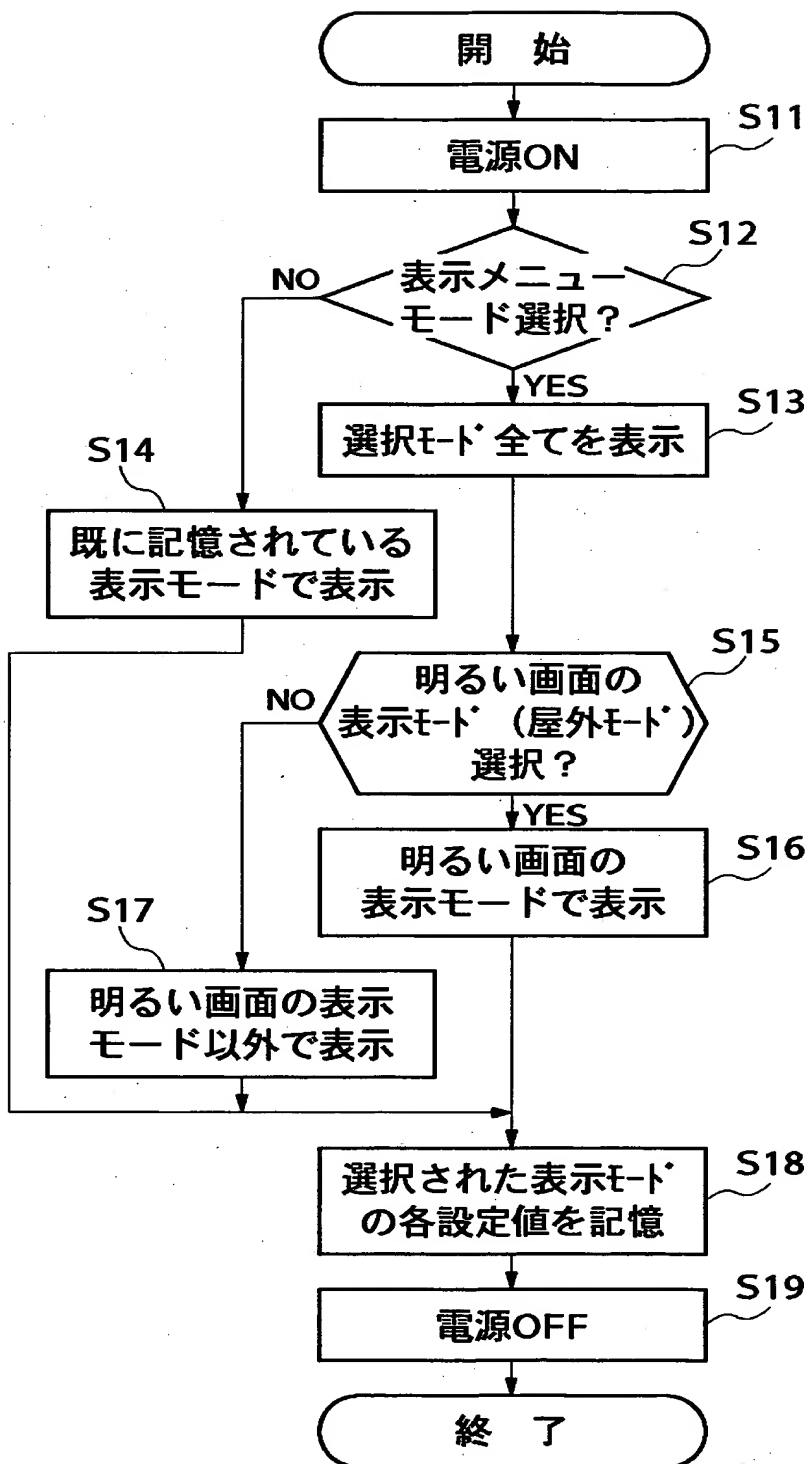 開 始
S11
電源ON
S12
NO
表示メニュー
モード選択？
YES
S13
選択ﾓｰﾄﾞ全てを表示
S14
既に記憶されている
表示モードで表示
S15
NO
明るい画面の
表示ﾓｰﾄﾞ（屋外ﾓｰﾄﾞ）
選択？
YES
S16
明るい画面の
表示モードで表示
S17
明るい画面の表示
モード以外で表示
S18
選択された表示ﾓｰﾄﾞ
の各設定値を記憶
S19
電源OFF
終 了